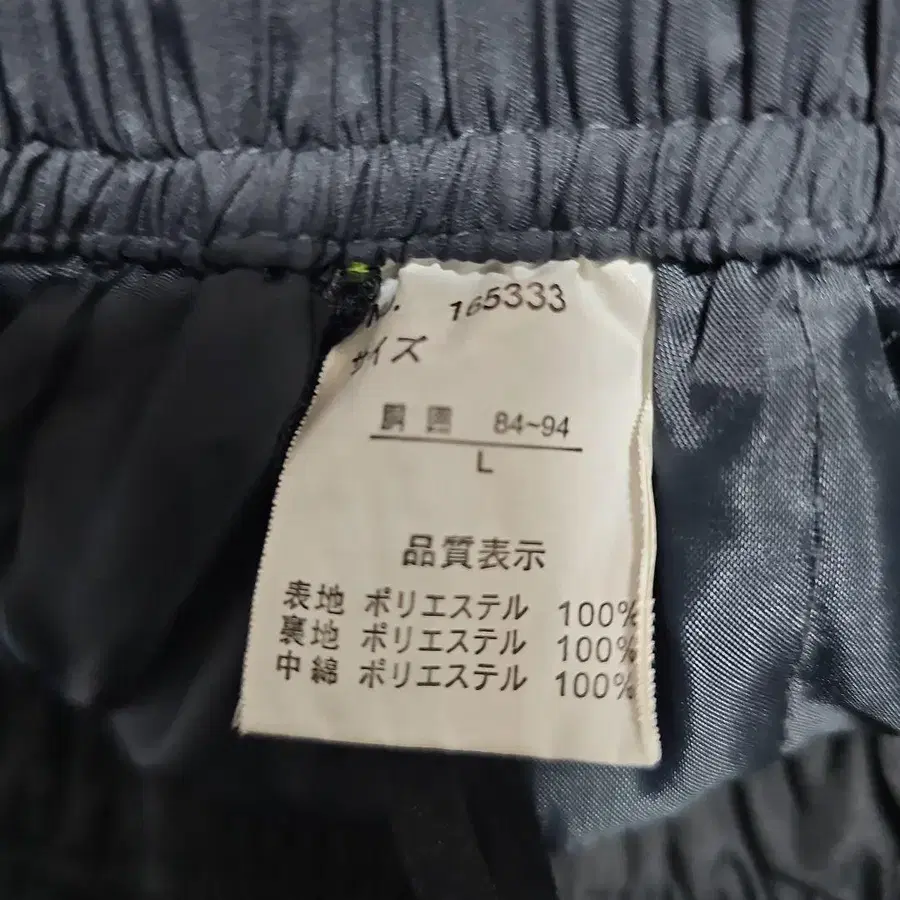 No. 165333
サイズ
胴囲 84~94
L
品質表示
表地 ポリエステル 100%
裏地 ポリエステル 100%
中綿 ポリエステル 100%